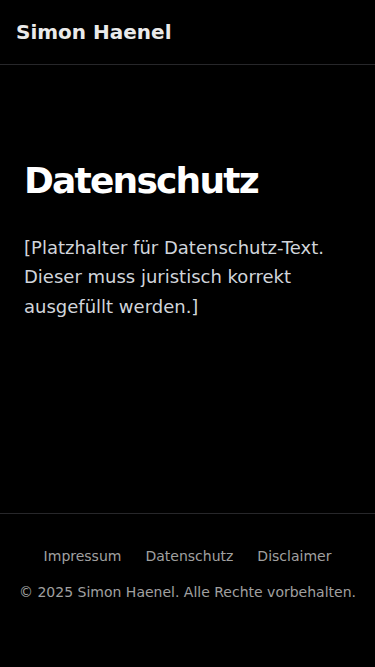 Simon Haenel
Datenschutz
[Platzhalter für Datenschutz-Text.
Dieser muss juristisch korrekt
ausgefüllt werden.]
Impressum Datenschutz Disclaimer
© 2025 Simon Haenel. Alle Rechte vorbehalten.